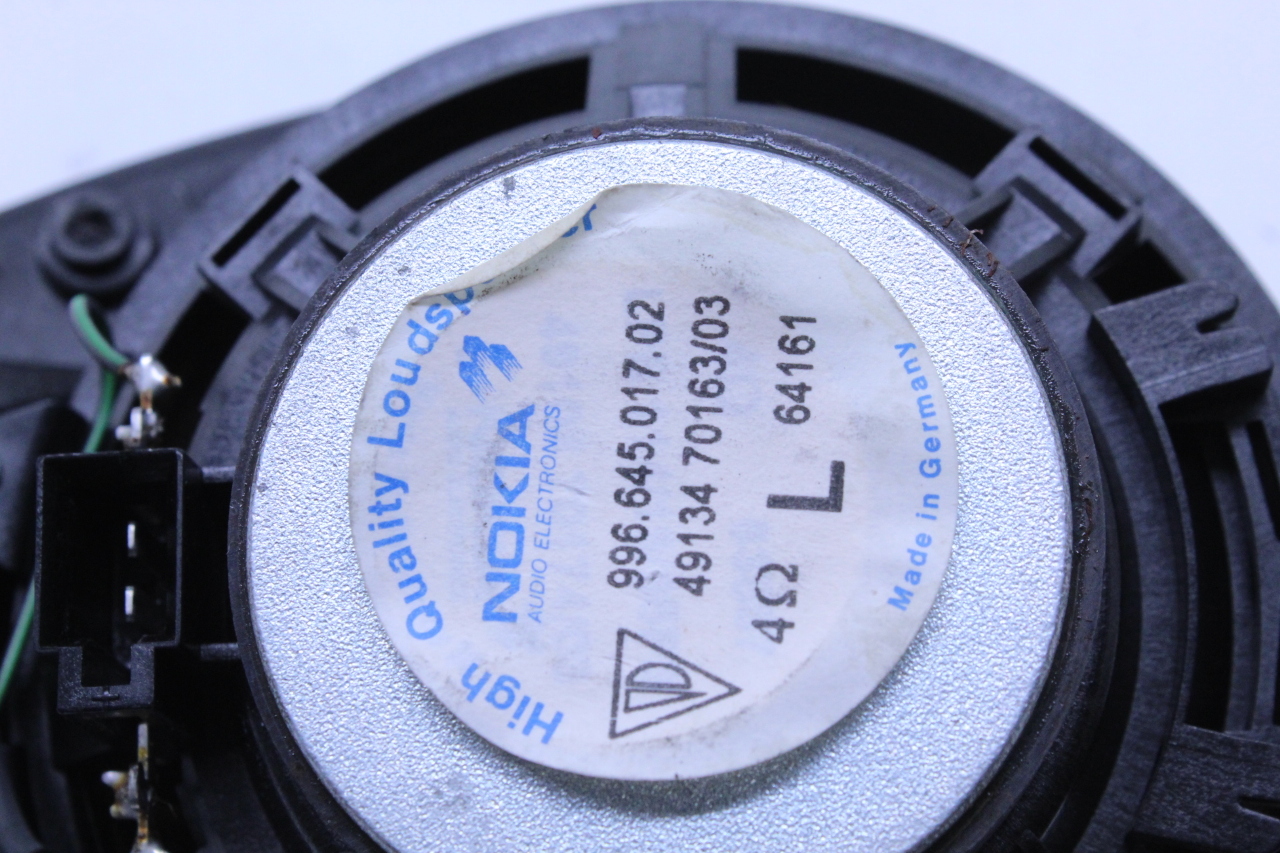 High Quality Loudsp
NOKIA
AUDIO ELECTRONICS
996.645.017.02
49134 70163/03
4Ω L 64161
Made in Germany